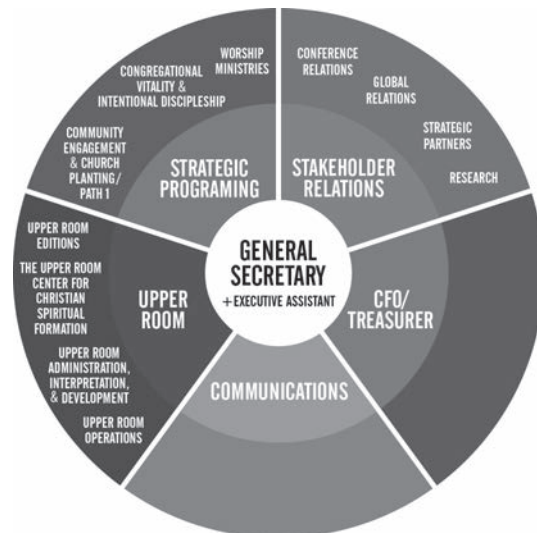 WORSHIP
MINISTRIES
CONGREGATIONAL
VITALITY &
INTENTIONAL DISCIPLESHIP
COMMUNITY
ENGAGEMENT
& CHURCH
PLANTING/
PATH 1
STRATEGIC
PROGRAMING
CONFERENCE
RELATIONS
GLOBAL
RELATIONS
STRATEGIC
PARTNERS
RESEARCH
STAKEHOLDER
RELATIONS
GENERAL
SECRETARY
+ EXECUTIVE ASSISTANT
UPPER ROOM
EDITIONS
THE UPPER ROOM
CENTER FOR
CHRISTIAN
SPIRITUAL
FORMATION
UPPER ROOM
ADMINISTRATION,
INTERPRETATION,
& DEVELOPMENT
UPPER ROOM
OPERATIONS
UPPER
ROOM
CFO/
TREASURER
COMMUNICATIONS